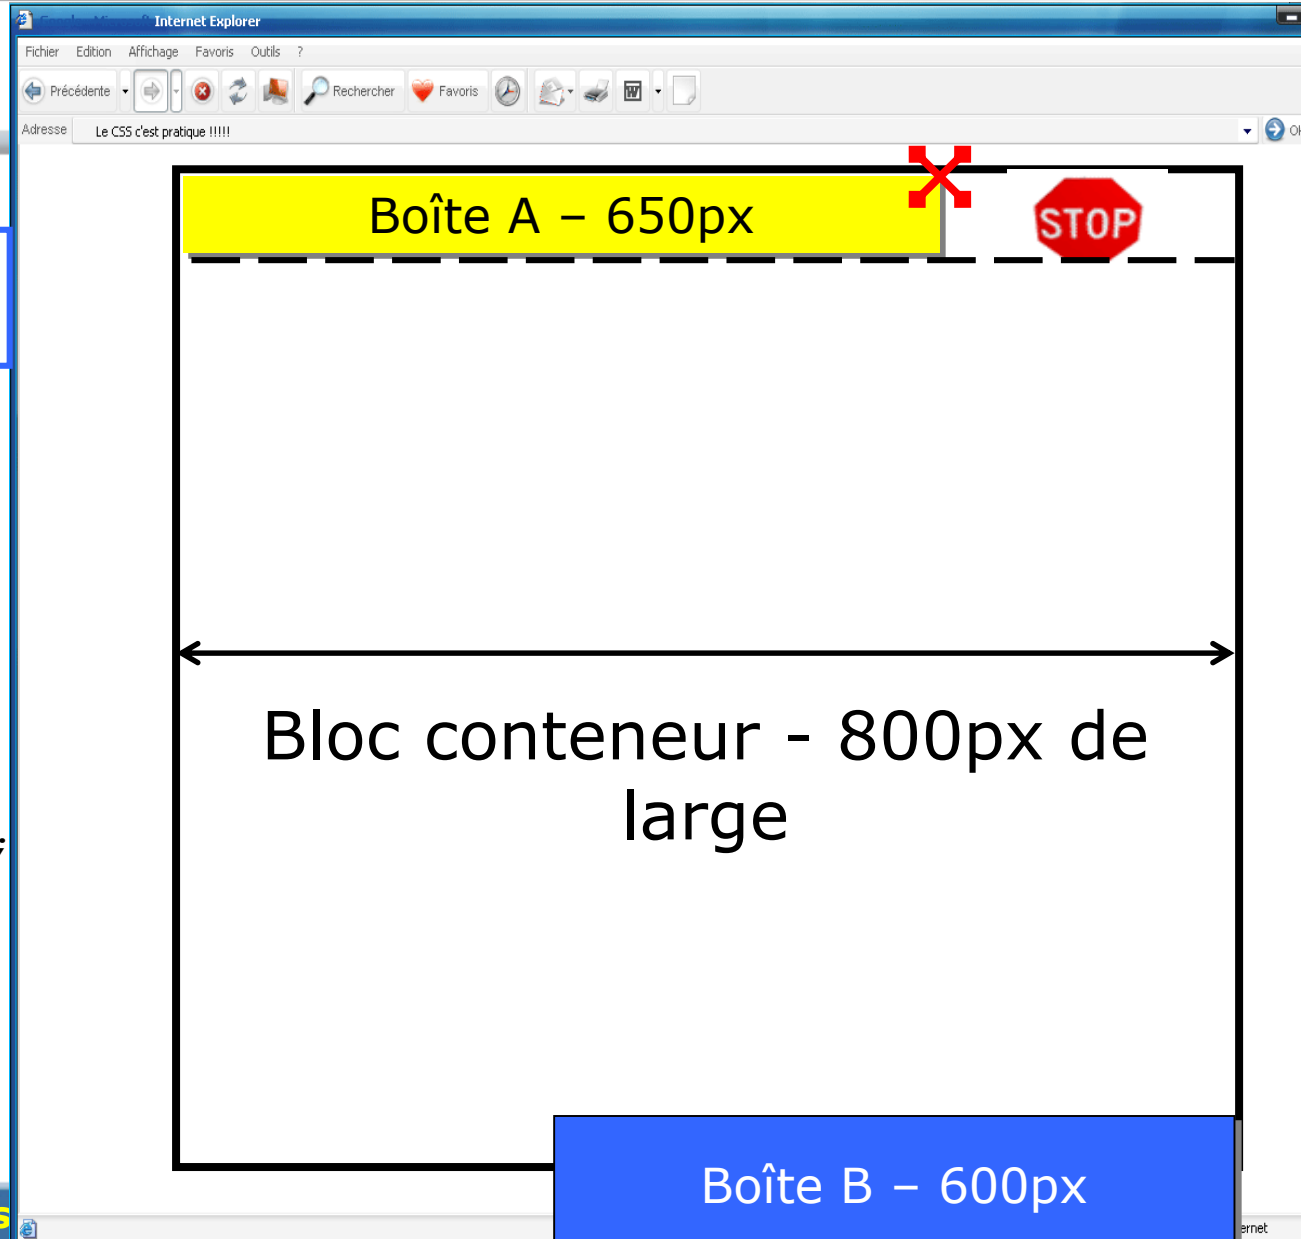 Internet Explorer
Fichier Edition Affichage Favoris Outils ?
Précédente Rechercher Favoris
Adresse Le CSS c'est pratique !!!!!
Boîte A – 650px
STOP
Bloc conteneur - 800px de
large
;
Boîte B – 600px
s
ernet